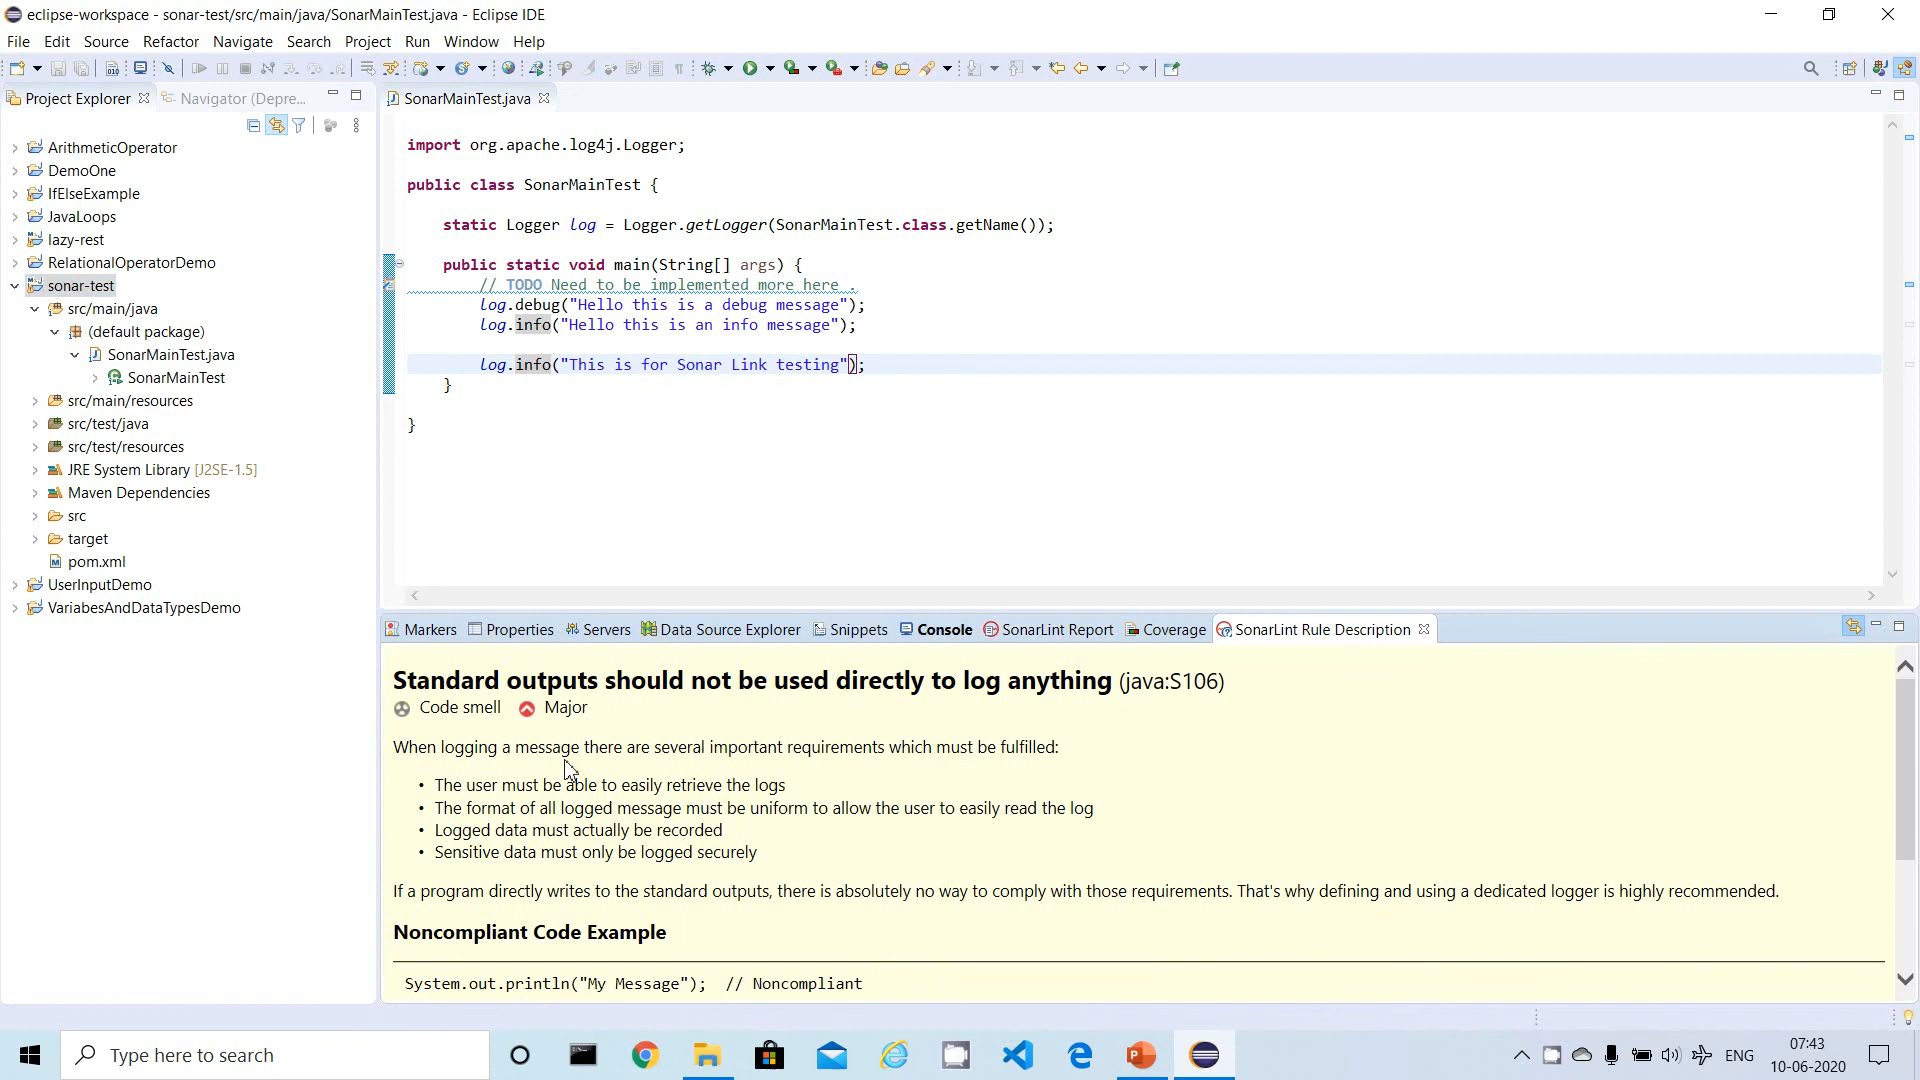 eclipse-workspace - sonar-test/src/main/java/SonarMainTest.java - Eclipse IDE
File Edit Source Refactor Navigate Search Project Run Window Help
Project Explorer
Navigator (Depre...
ArithmeticOperator
DemoOne
IfElseExample
JavaLoops
lazy-rest
RelationalOperatorDemo
sonar-test
src/main/java
(default package)
SonarMainTest.java
SonarMainTest
src/main/resources
src/test/java
src/test/resources
JRE System Library [J2SE-1.5]
Maven Dependencies
src
target
pom.xml
UserInputDemo
VariabesAndDataTypesDemo
SonarMainTest.java
import org.apache.log4j.Logger;
public class SonarMainTest {
static Logger log = Logger.getLogger(SonarMainTest.class.getName());
public static void main(String[] args) {
// TODO Need to be implemented more here .
log.debug("Hello this is a debug message");
log.info("Hello this is an info message");
log.info("This is for Sonar Link testing");
}
}
Markers Properties Servers Data Source Explorer Snippets Console SonarLint Report Coverage SonarLint Rule Description
Standard outputs should not be used directly to log anything (java:S106)
Code smell Major
When logging a message there are several important requirements which must be fulfilled:
• The user must be able to easily retrieve the logs
• The format of all logged message must be uniform to allow the user to easily read the log
• Logged data must actually be recorded
• Sensitive data must only be logged securely
If a program directly writes to the standard outputs, there is absolutely no way to comply with those requirements. That's why defining and using a dedicated logger is highly recommended.
Noncompliant Code Example
System.out.println("My Message"); // Noncompliant
Type here to search
ENG
07:43
10-06-2020